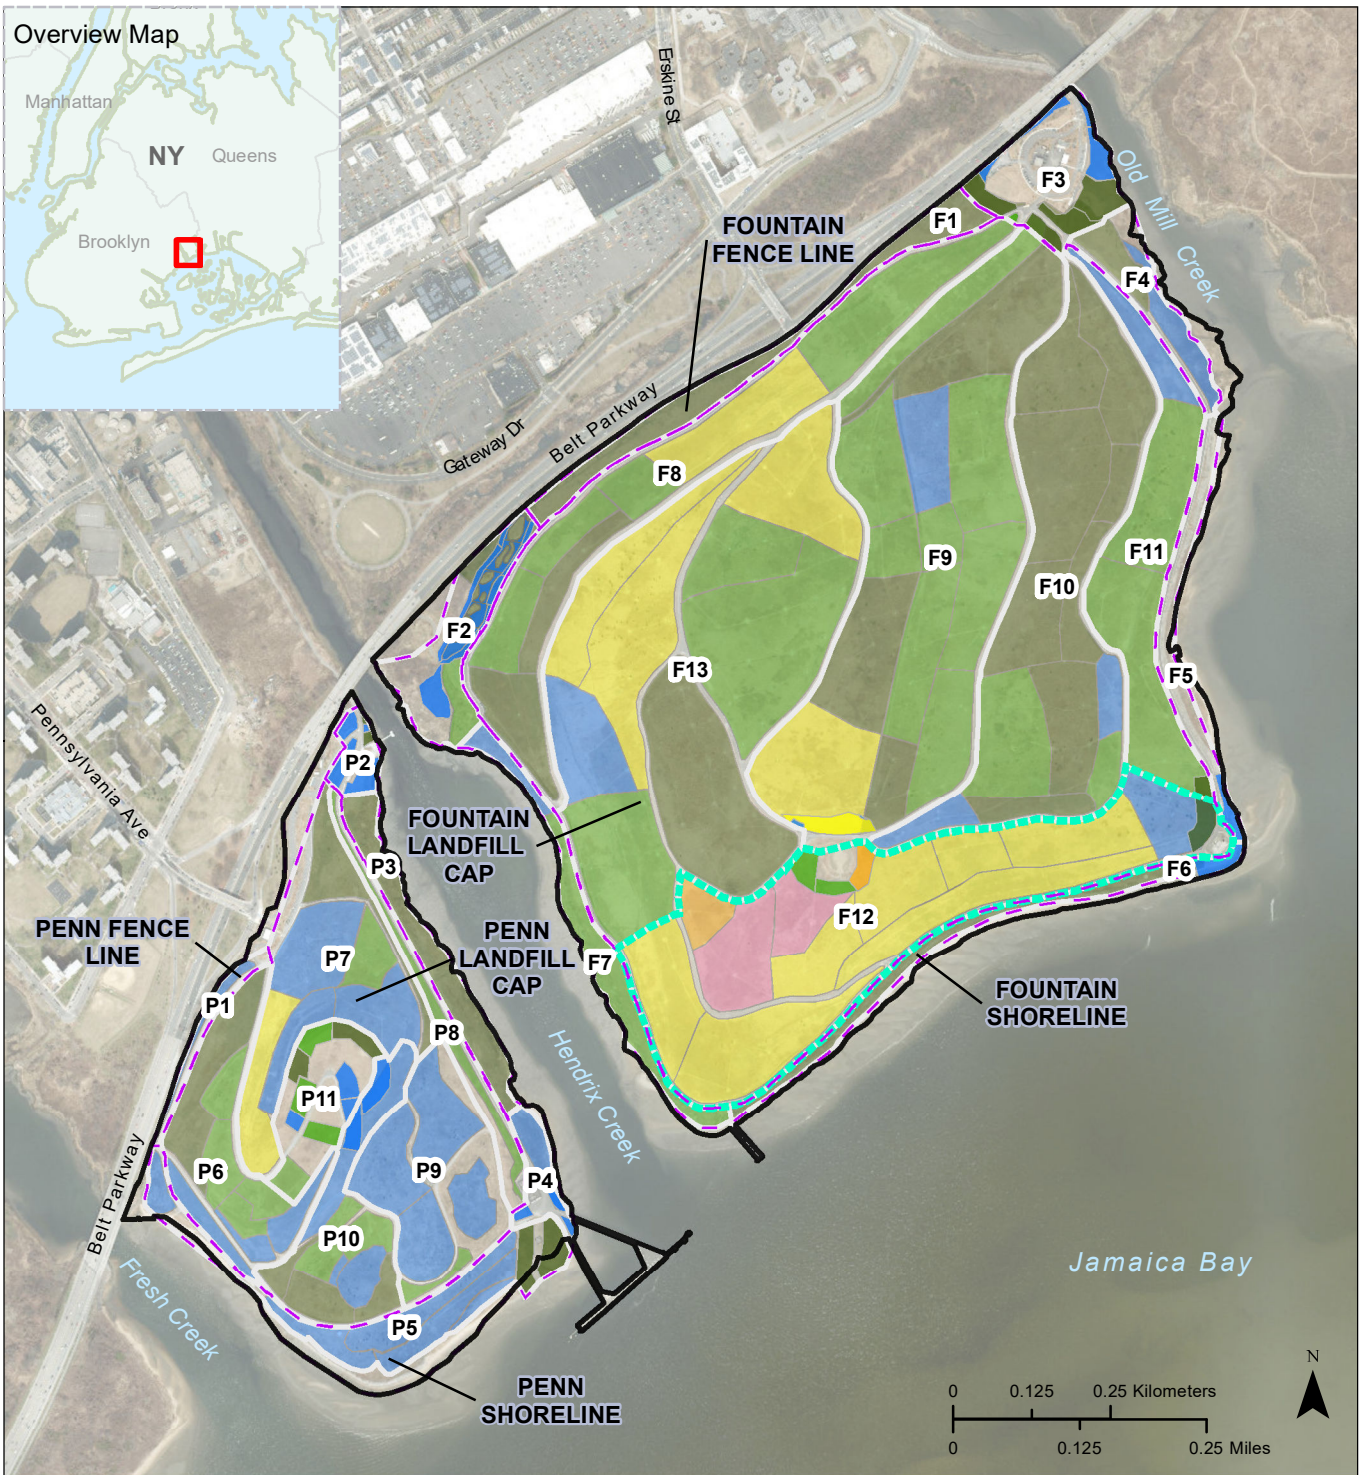 Overview Map
Manhattan
NY
Queens
Brooklyn
Erskine St
Old Mill Creek
F3
F1
FOUNTAIN
FENCE LINE
F4
Belt Parkway
Gateway Dr
F8
F9
F11
F10
F2
F13
F5
Pennsylvania Ave
P2
FOUNTAIN
LANDFILL
CAP
P3
F6
F12
PENN FENCE
LINE
P7
PENN
LANDFILL
CAP
F7
P1
FOUNTAIN
SHORELINE
P8
Hendrix Creek
P11
Belt Parkway
P6
P9
P4
P10
Jamaica Bay
Fresh Creek
P5
PENN
SHORELINE
N
0 0.125 0.25 Kilometers
0 0.125 0.25 Miles